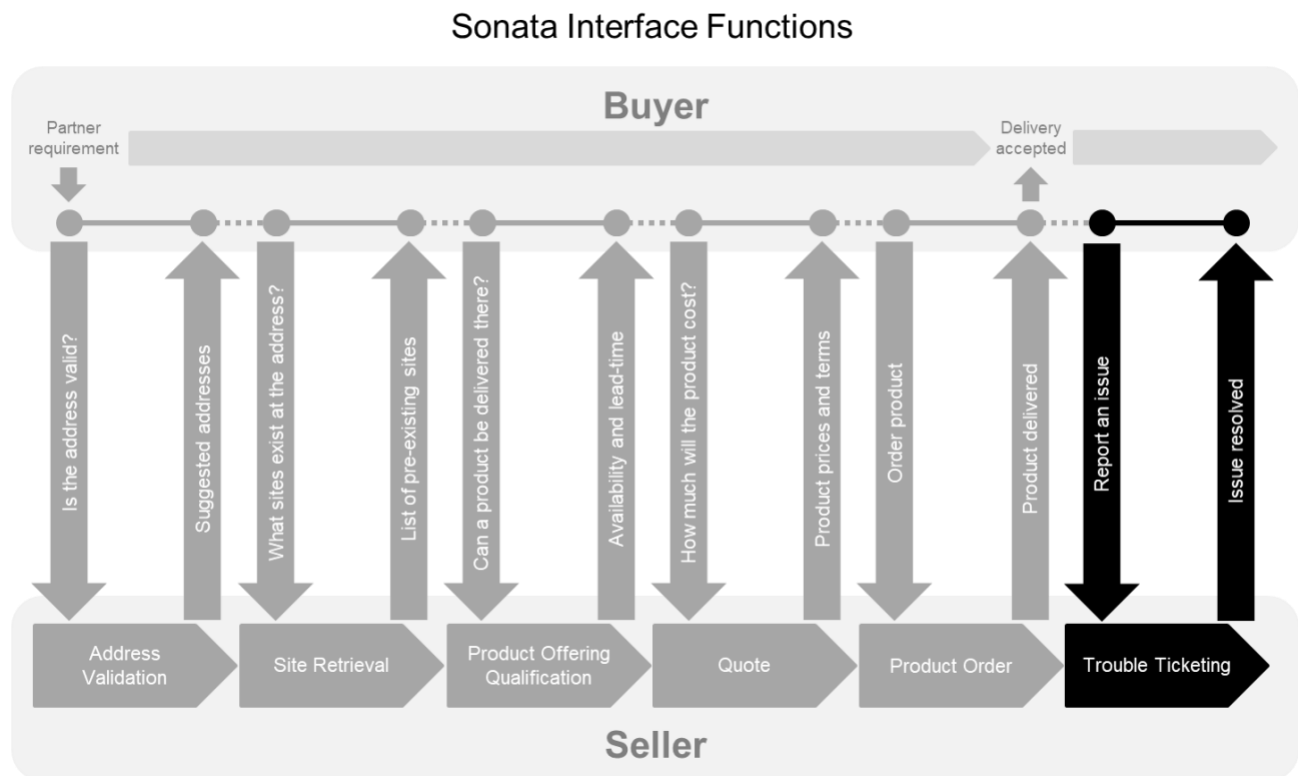 Sonata Interface Functions
Buyer
Partner
requirement
Delivery
accepted
Is the address valid?
Suggested addresses
What sites exist at the address?
List of pre-existing sites
Can a product be delivered there?
Availability and lead-time
How much will the product cost?
Product prices and terms
Order product
Product delivered
Report an issue
Issue resolved
Address
Validation
Site Retrieval
Product Offering
Qualification
Quote
Product Order
Trouble Ticketing
Seller